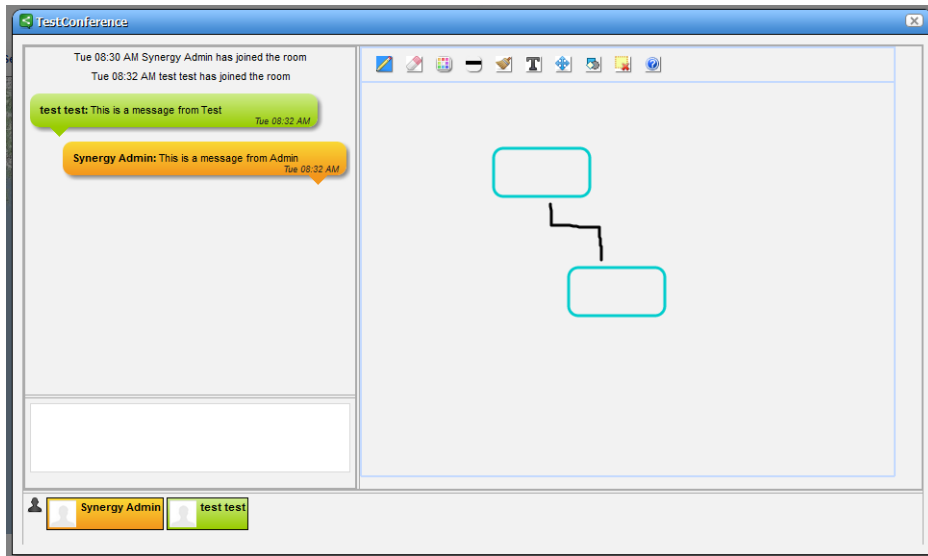 TestConference
Tue 08:30 AM Synergy Admin has joined the room
Tue 08:32 AM test test has joined the room
test test: This is a message from Test
Tue 08:32 AM
Synergy Admin: This is a message from Admin
Tue 08:32 AM
T
Synergy Admin
test test